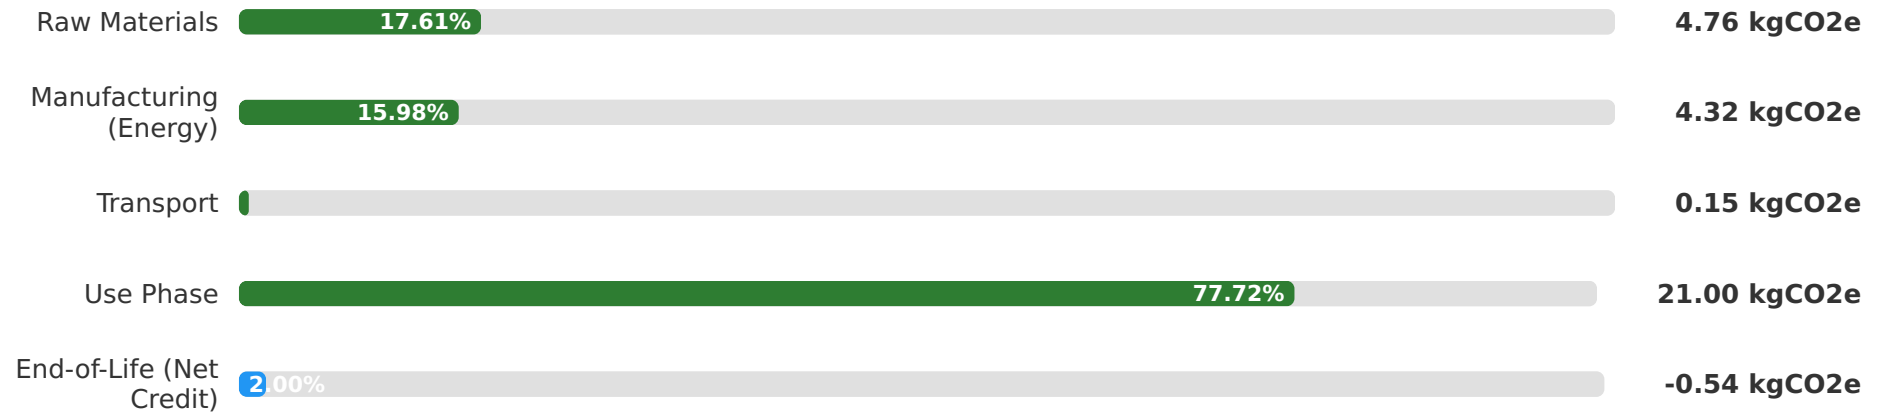 Raw Materials 17.61% 4.76 kgCO2e
Manufacturing
(Energy) 15.98% 4.32 kgCO2e
Transport 0.15 kgCO2e
Use Phase 77.72% 21.00 kgCO2e
End-of-Life (Net
Credit) 2.00% -0.54 kgCO2e